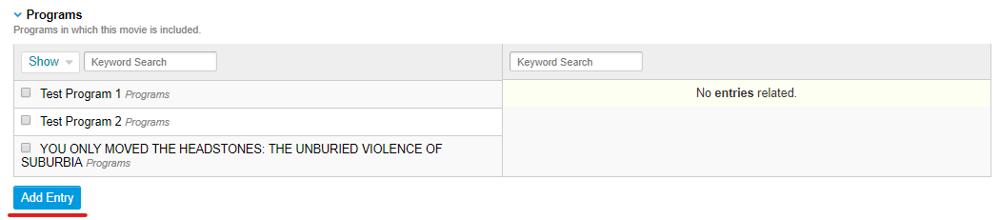 Programs
Programs in which this movie is included.
Show Keyword Search
Keyword Search
Test Program 1 Programs
No entries related.
Test Program 2 Programs
YOU ONLY MOVED THE HEADSTONES: THE UNBURIED VIOLENCE OF
SUBURBIA Programs
Add Entry